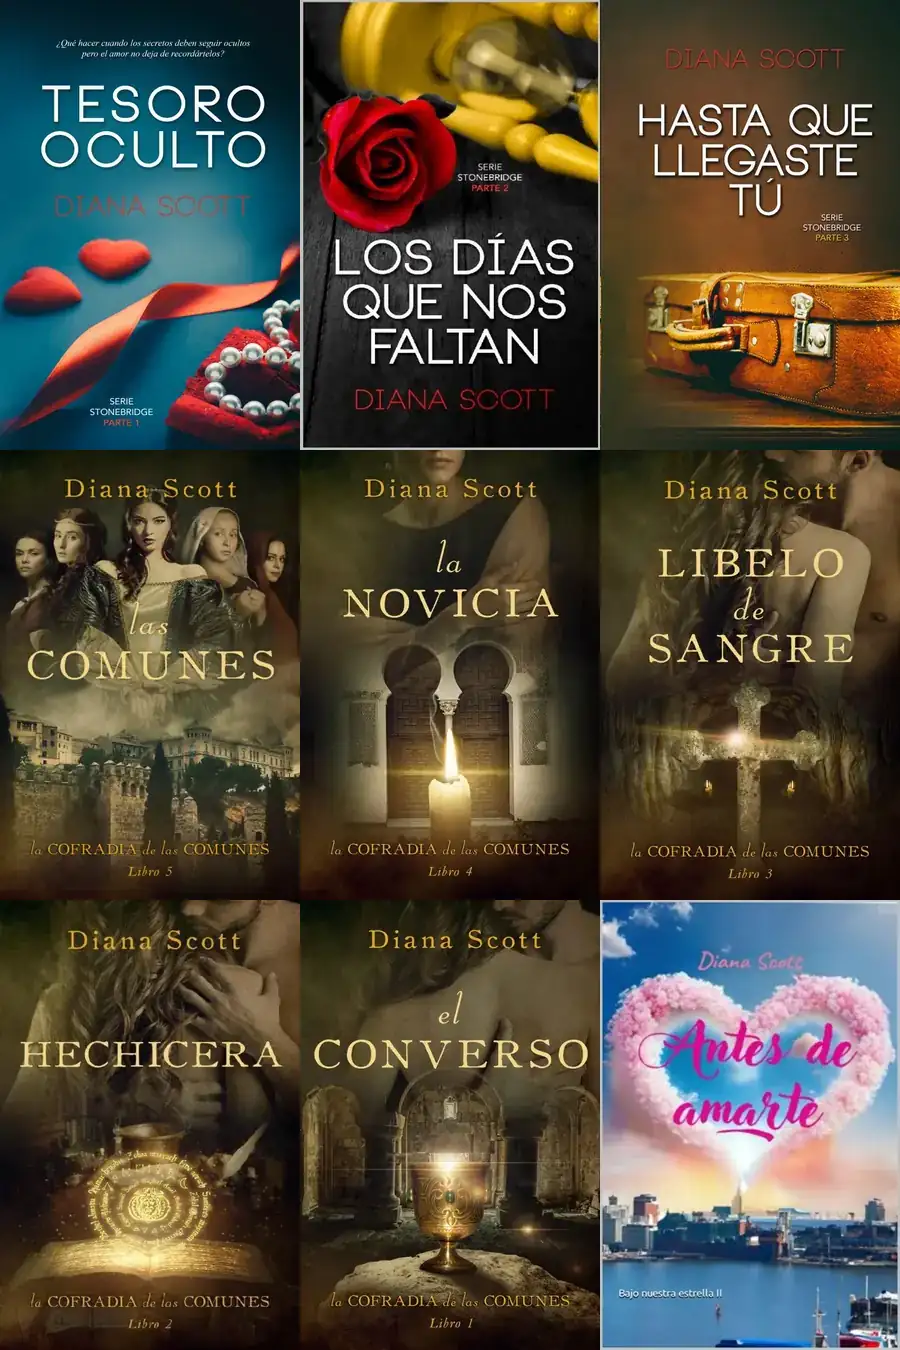 ¿Qué hacer cuando los secretos deben seguir ocultos
pero el amor no deja de recordártelos?
TESORO
OCULTO
DIANA SCOTT
SERIE
STONEBRIDGE
PARTE 1
SERIE
STONEBRIDGE
PARTE 2
LOS DÍAS
QUE NOS
FALTAN
DIANA SCOTT
DIANA SCOTT
HASTA QUE
LLEGASTE
TÚ
SERIE
STONEBRIDGE
PARTE 3
Diana Scott
las
COMUNES
la COFRADIA de las COMUNES
Libro 5
Diana Scott
la
NOVICIA
la COFRADIA de las COMUNES
Libro 4
Diana Scott
LIBELO
de
SANGRE
la COFRADIA de las COMUNES
Libro 3
Diana Scott
HECHICERA
la COFRADIA de las COMUNES
Libro 2
Diana Scott
el
CONVERSO
la COFRADIA de las COMUNES
Libro 1
Diana Scott
Antes de
amarte
Bajo nuestra estrella II